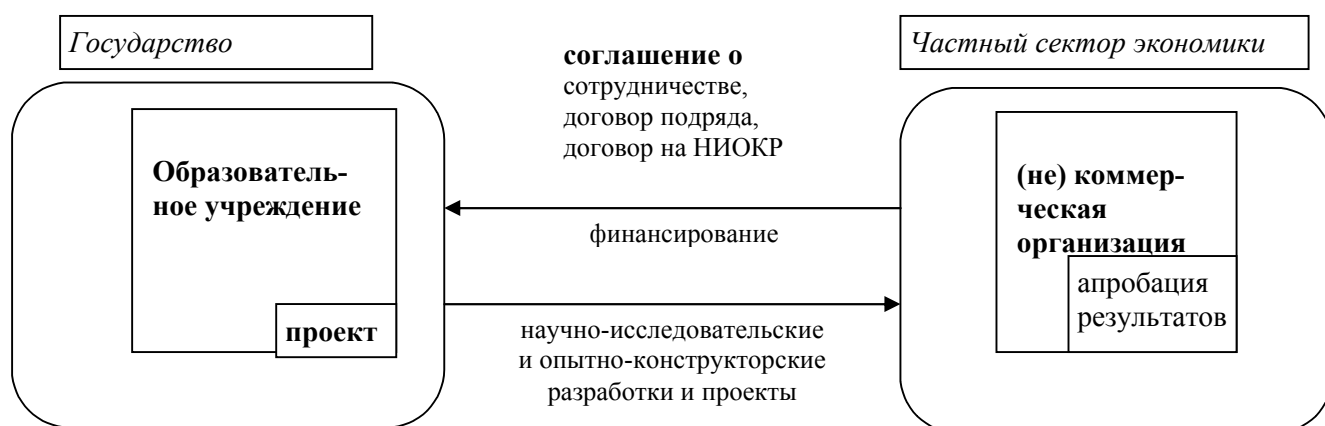 Государство
Частный сектор экономики
соглашение о
сотрудничестве,
договор подряда,
договор на НИОКР
Образователь-
ное учреждение
проект
финансирование
научно-исследовательские
и опытно-конструкторские
разработки и проекты
(не) коммер-
ческая
организация
апробация
результатов